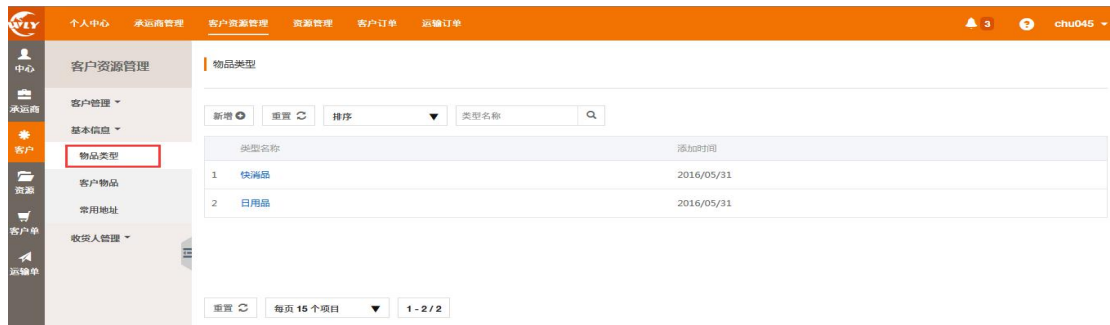 WLY 个人中心 承运商管理 客户资源管理 资源管理 客户订单 运输订单 3 chu045
中心
承运商
客户
资源
客户单
运输单
客户资源管理
客户管理
基本信息
物品类型
客户物品
常用地址
收货人管理
物品类型
新增 重置 排序 类型名称
类型名称 添加时间
1 快消品 2016/05/31
2 日用品 2016/05/31
重置 每页 15 个项目 1 - 2 / 2